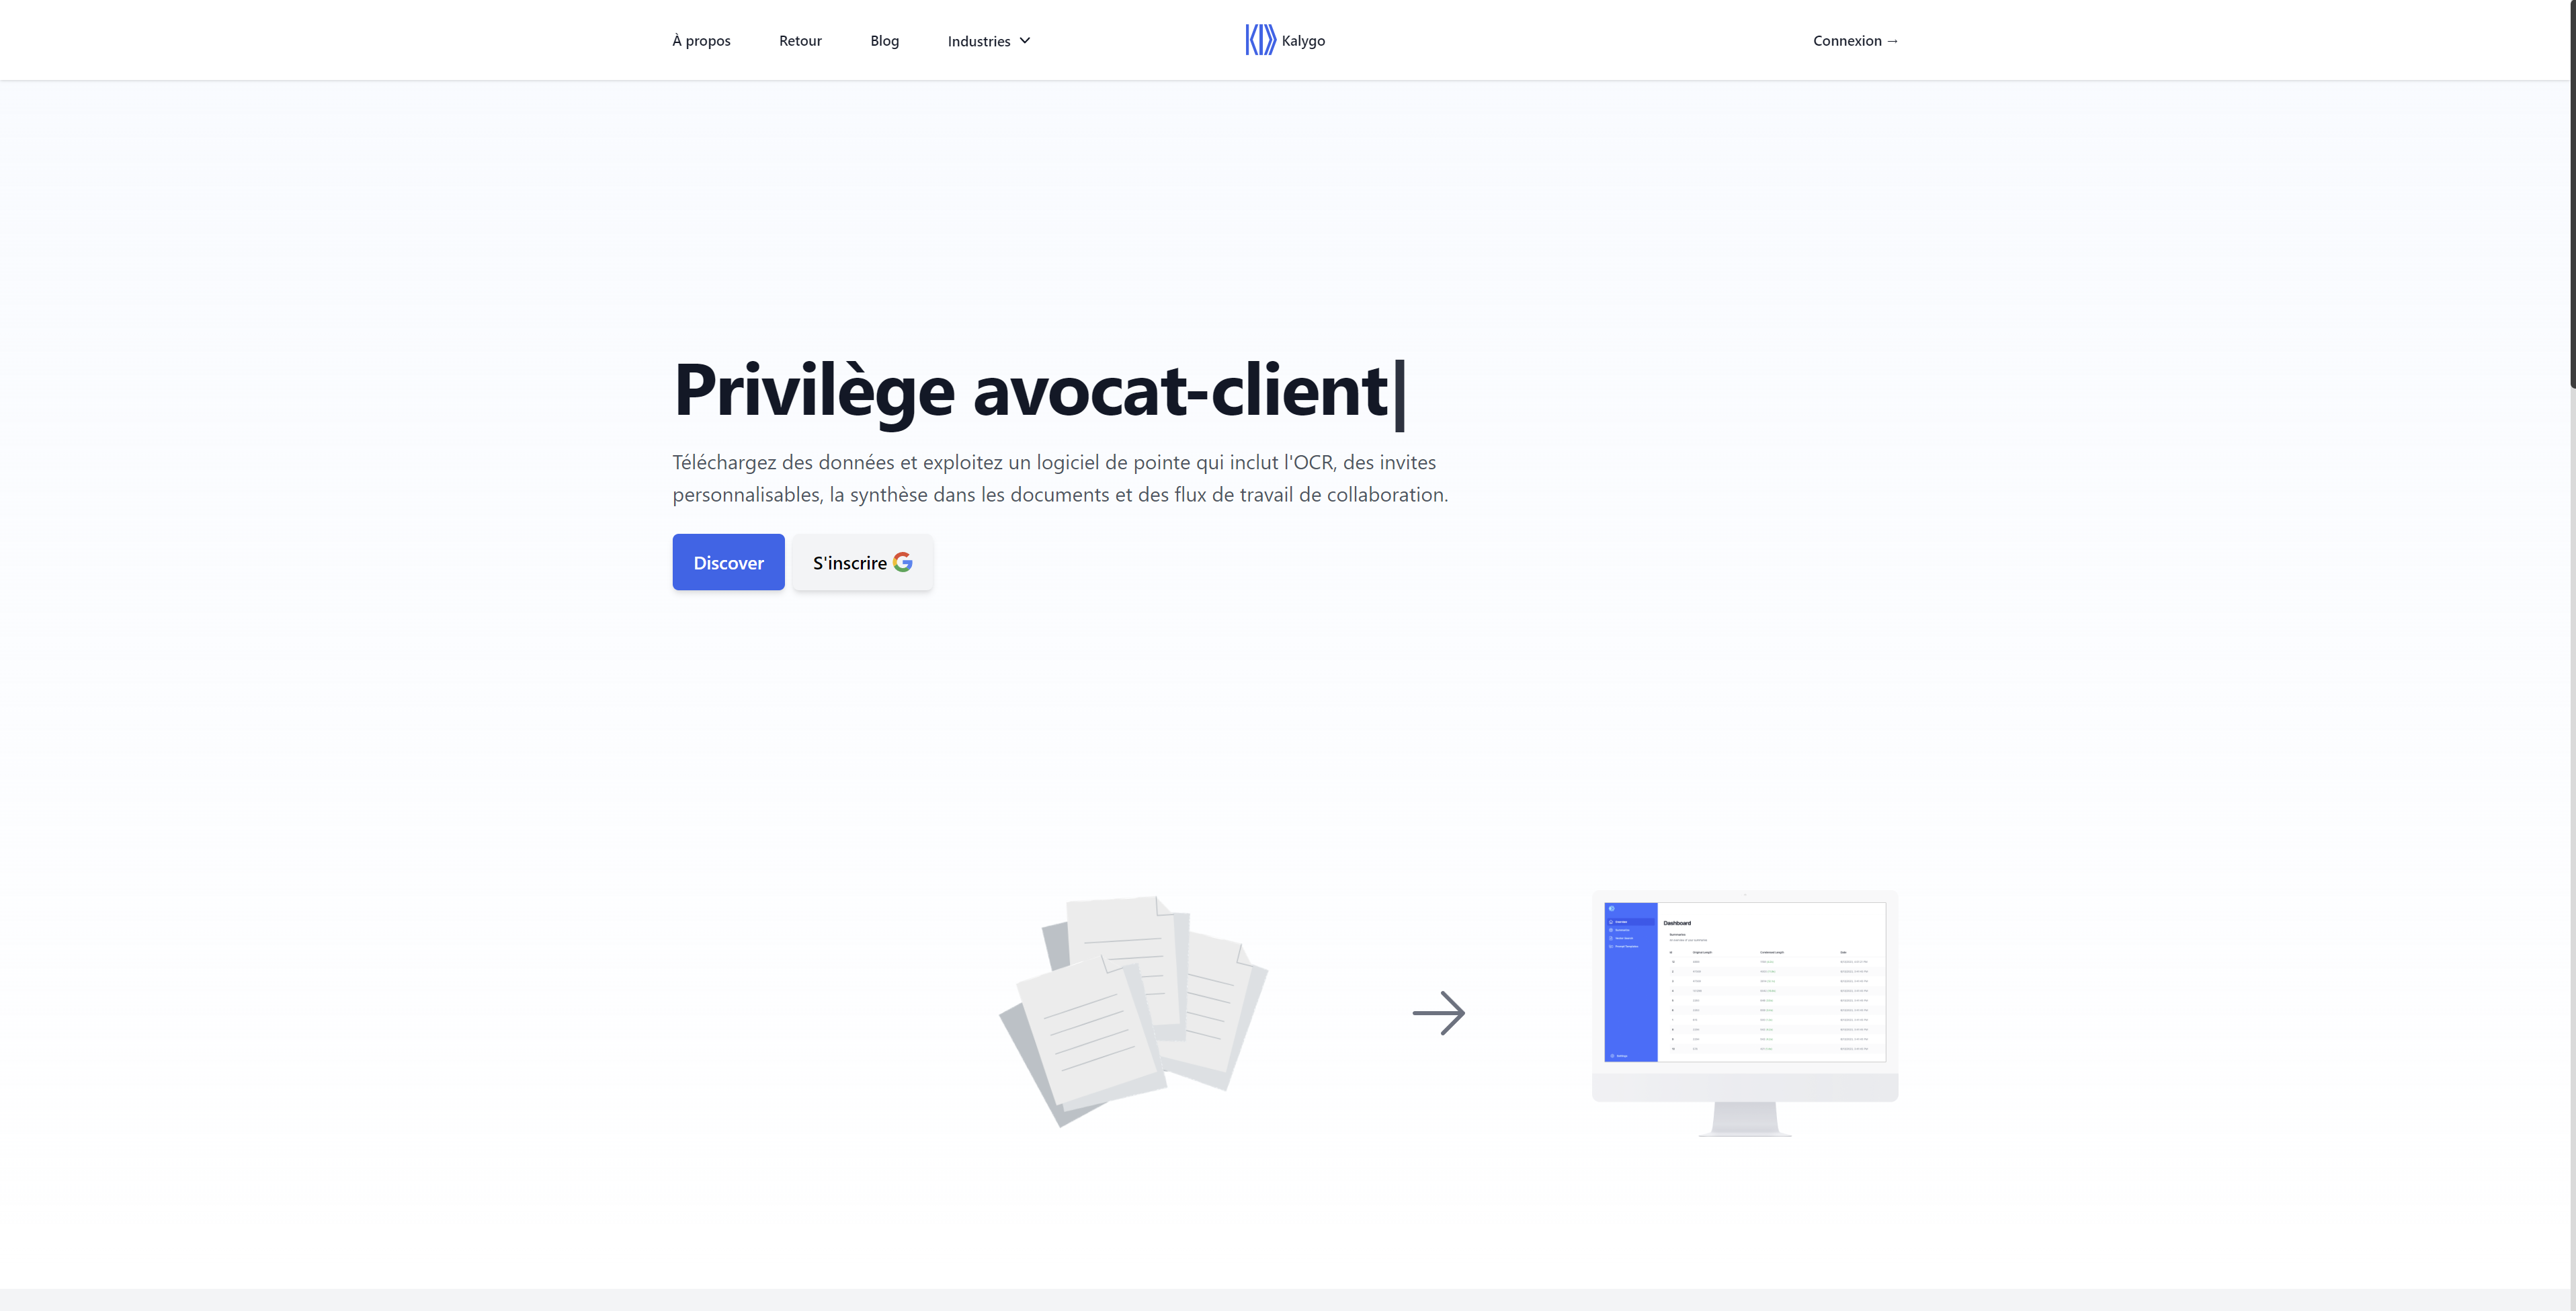 À propos
Retour
Blog
Industries
Kalygo
Connexion →
Privilège avocat-client|
Téléchargez des données et exploitez un logiciel de pointe qui inclut l'OCR, des invites
personnalisables, la synthèse dans les documents et des flux de travail de collaboration.
Discover
S'inscrire
Dashboard